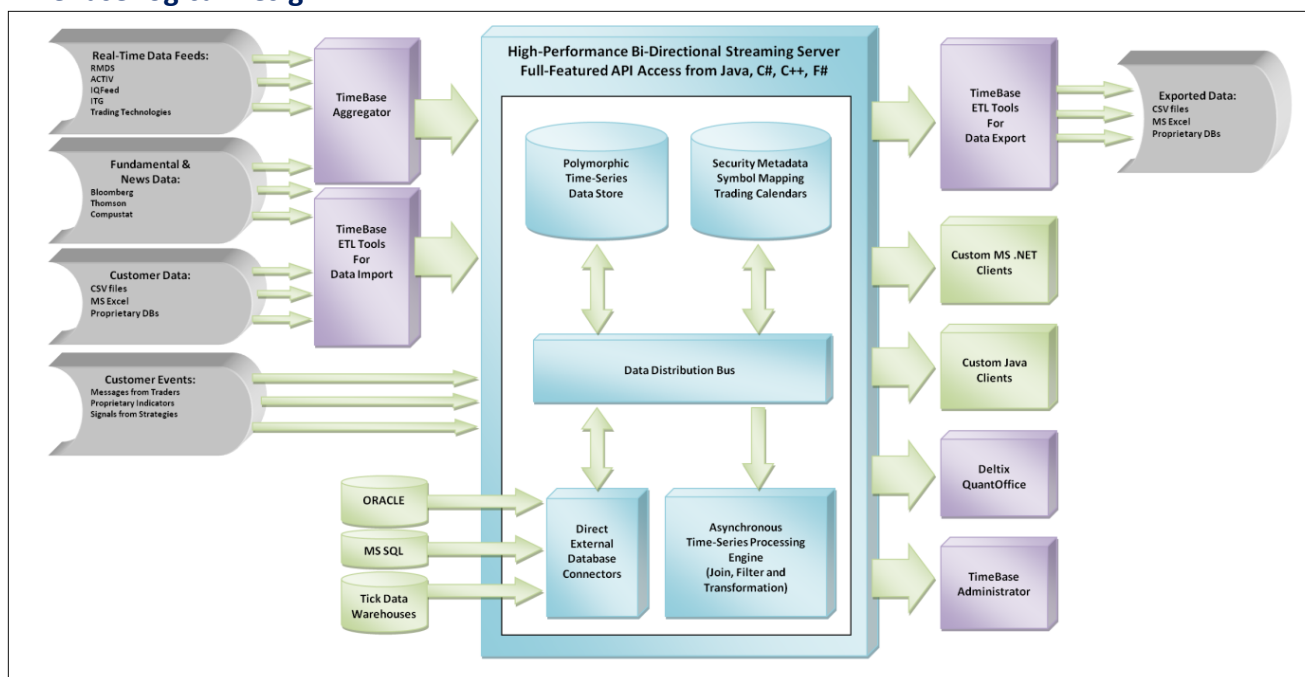 Real-Time Data Feeds:
RMDS
ACTIV
IQFeed
ITG
Trading Technologies
Fundamental &
News Data:
Bloomberg
Thomson
Compustat
Customer Data:
CSV files
MS Excel
Proprietary DBs
Customer Events:
Messages from Traders
Proprietary Indicators
Signals from Strategies
TimeBase
Aggregator
TimeBase
ETL Tools
For
Data Import
ORACLE
MS SQL
Tick Data
Warehouses
High-Performance Bi-Directional Streaming Server
Full-Featured API Access from Java, C#, C++, F#
Polymorphic
Time-Series
Data Store
Security Metadata
Symbol Mapping
Trading Calendars
Data Distribution Bus
Direct
External
Database
Connectors
Asynchronous
Time-Series Processing
Engine
(Join, Filter and
Transformation)
TimeBase
ETL Tools
For
Data Export
Exported Data:
CSV files
MS Excel
Proprietary DBs
Custom MS .NET
Clients
Custom Java
Clients
Deltix
QuantOffice
TimeBase
Administrator